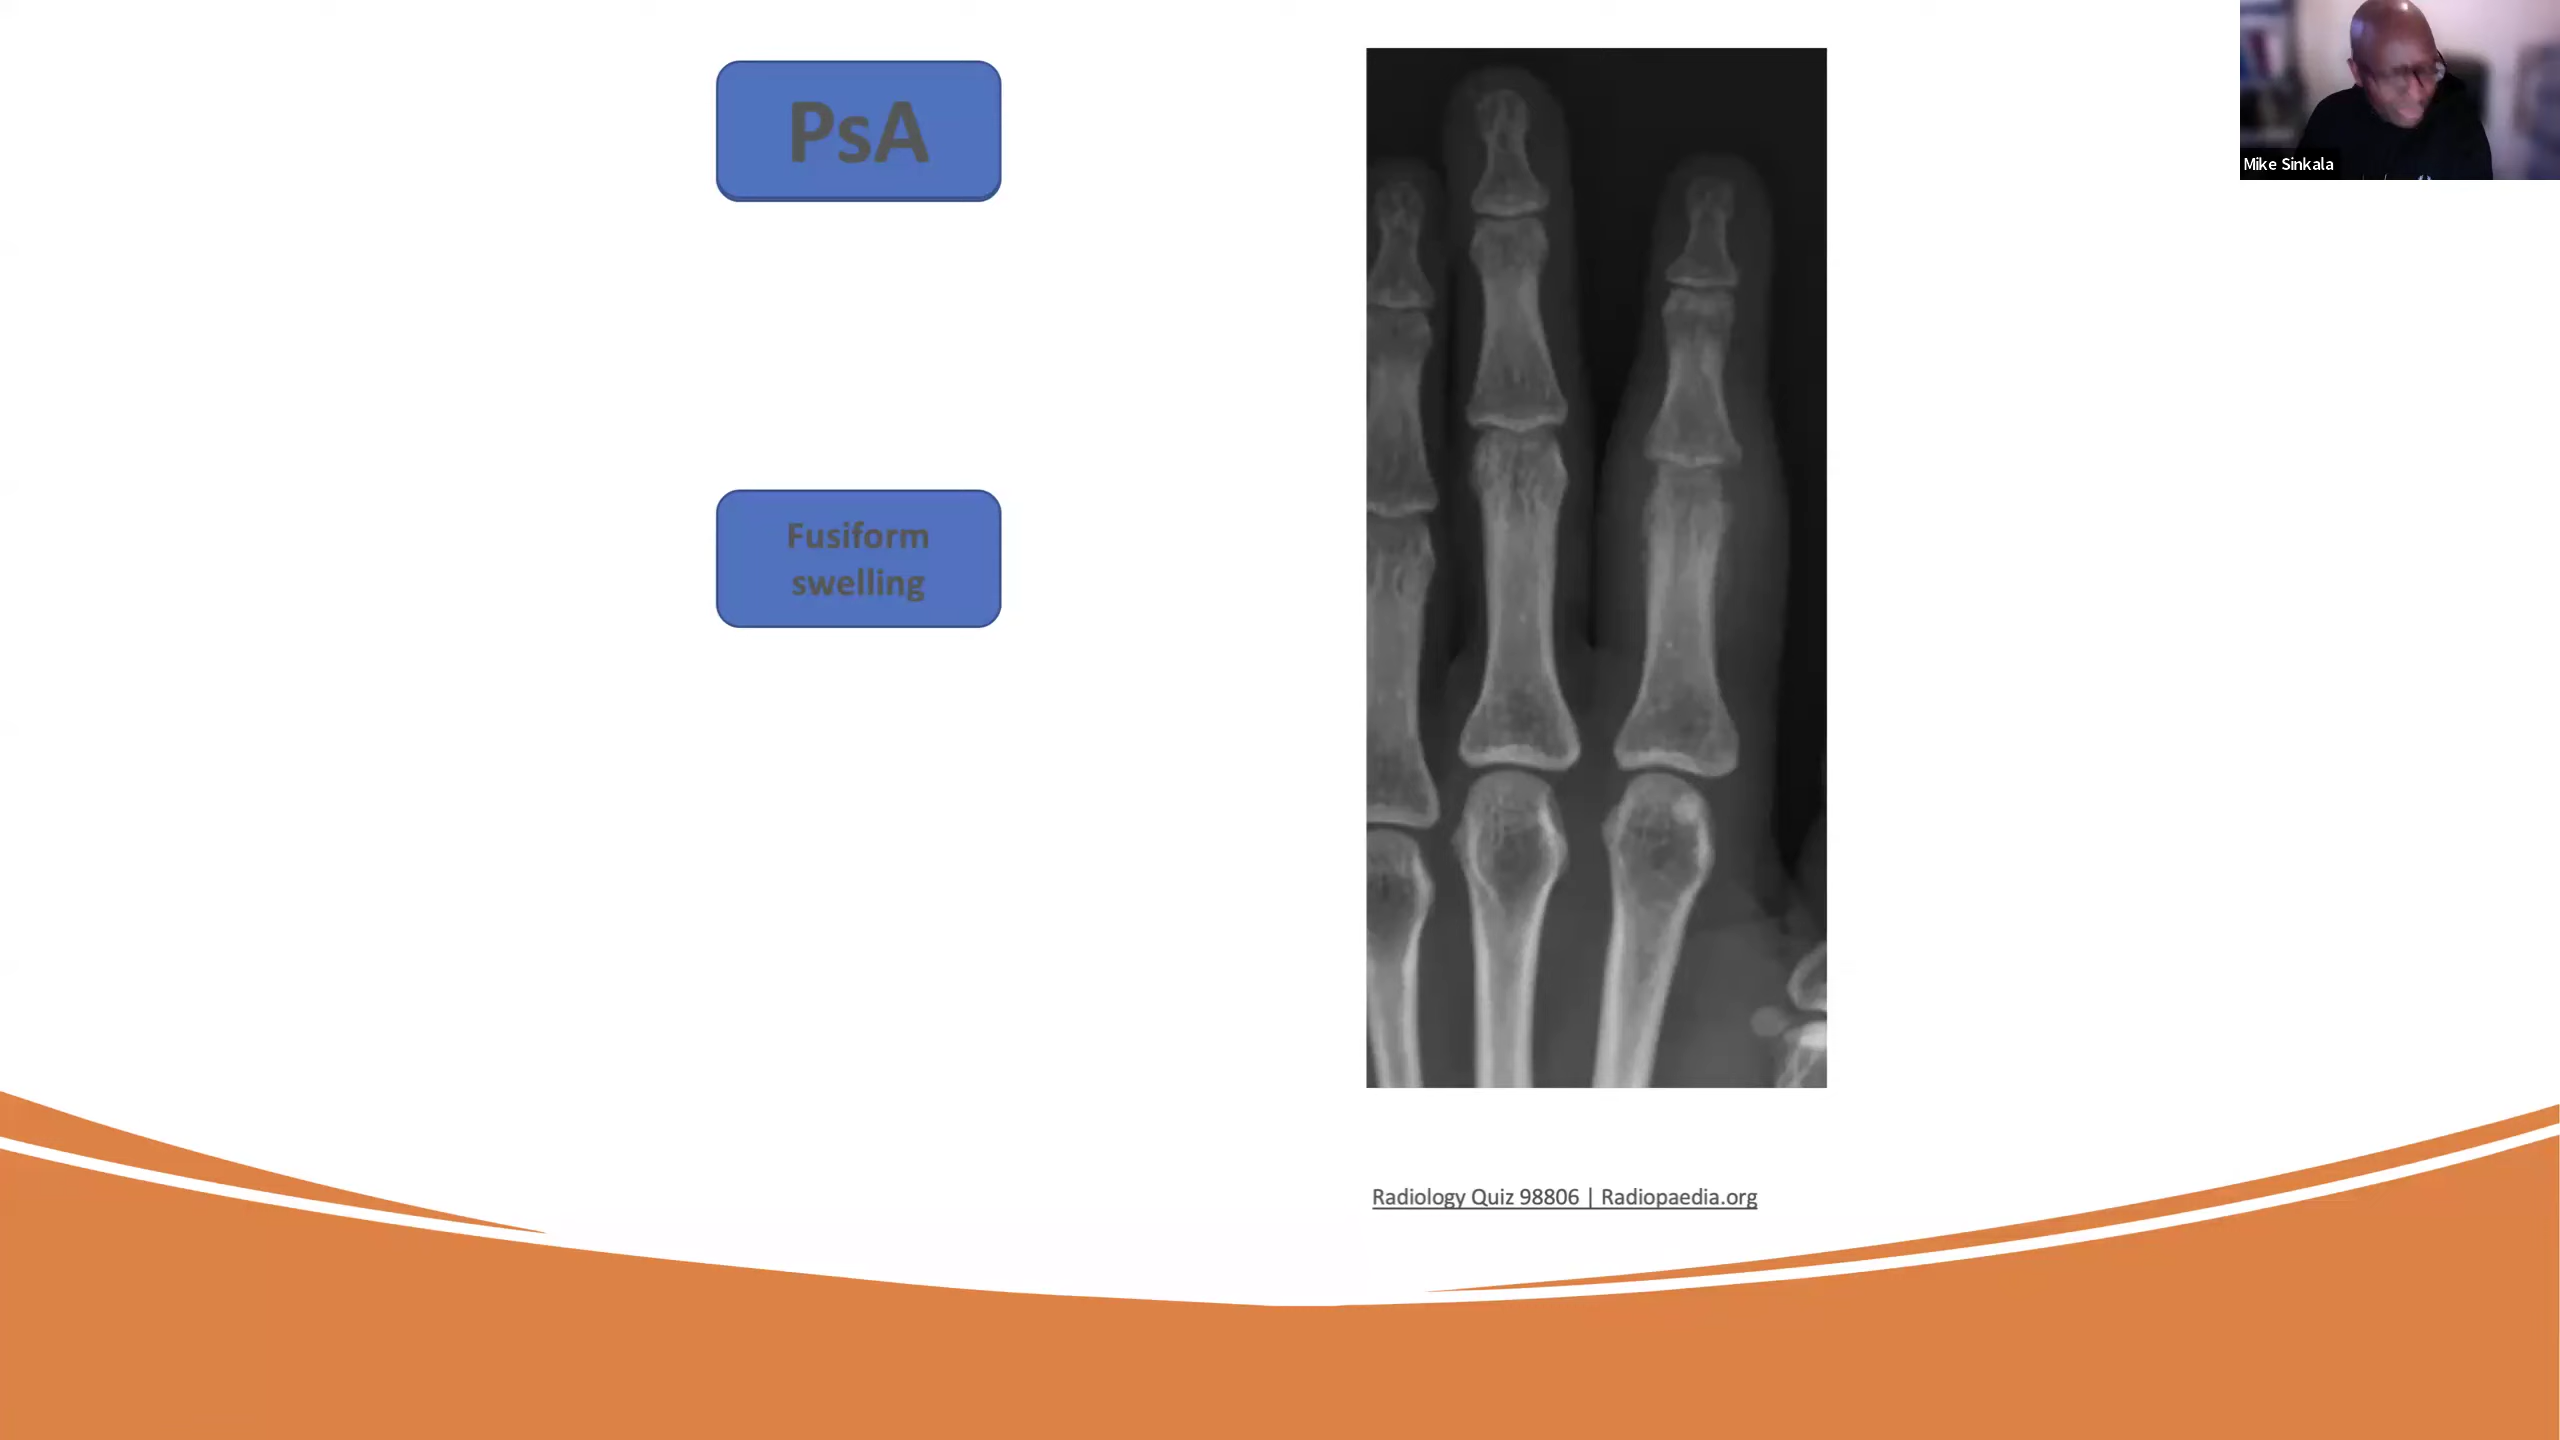 PsA
Mike Sinkala
Fusiform
swelling
Radiology Quiz 98806 | Radiopaedia.org